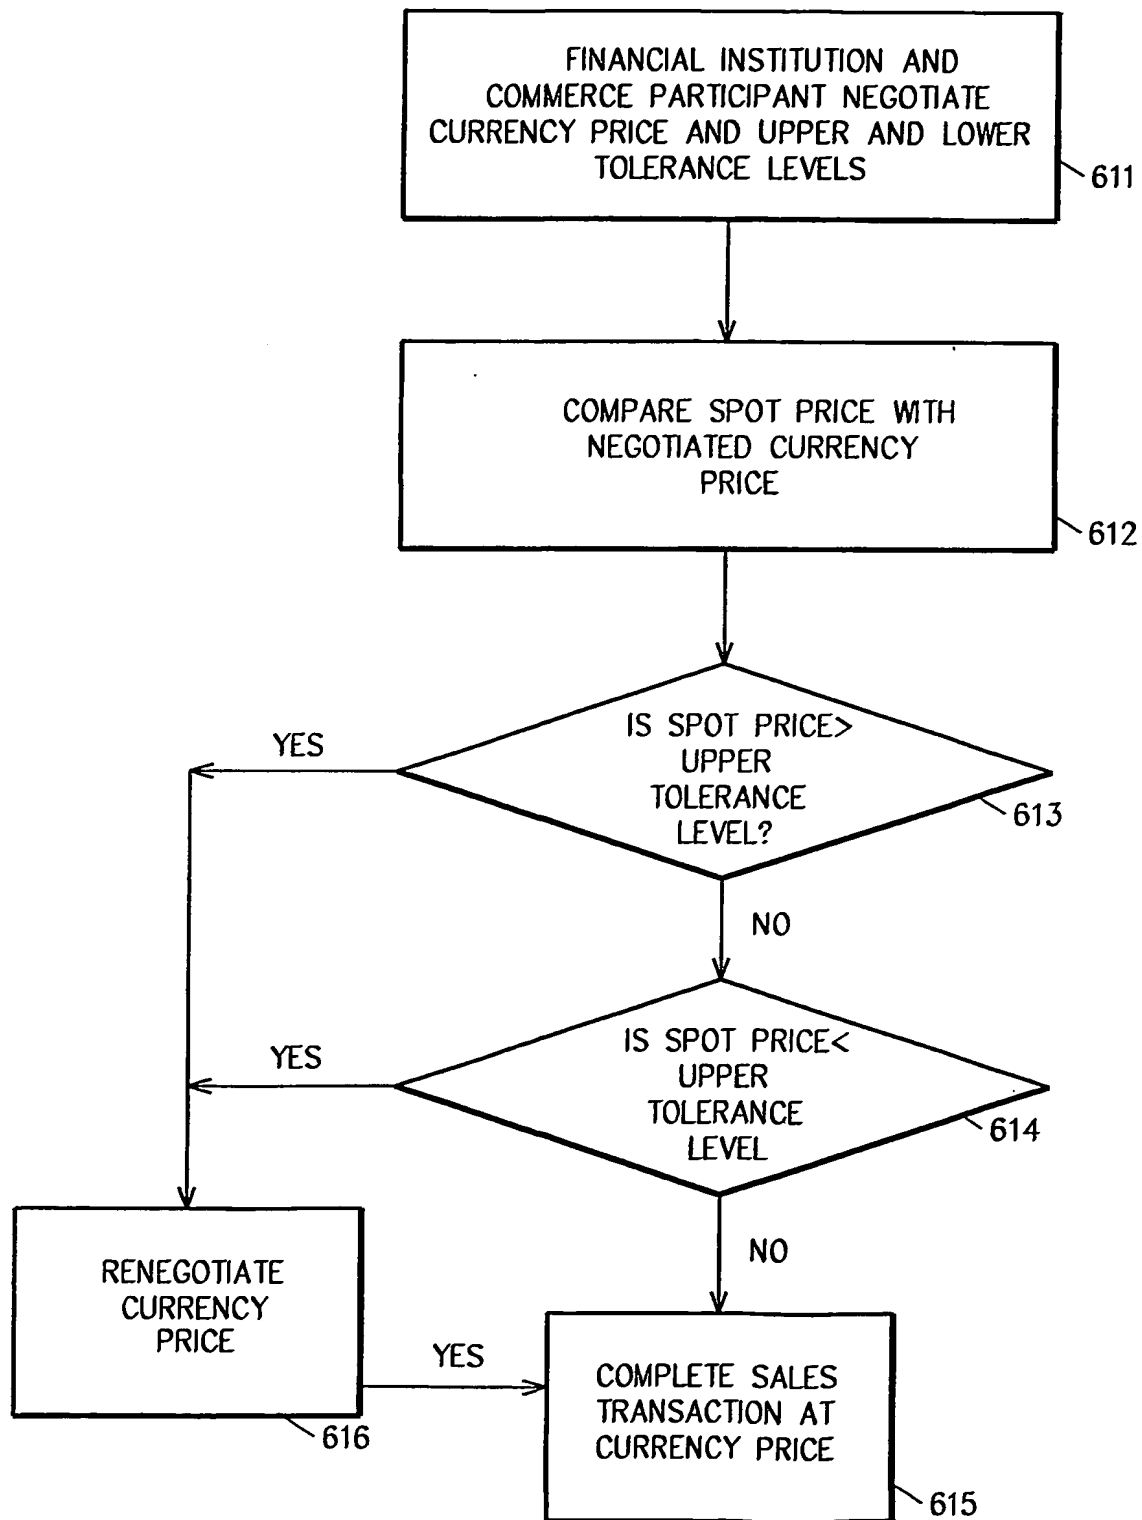 FINANCIAL INSTITUTION AND
COMMERCE PARTICIPANT NEGOTIATE
CURRENCY PRICE AND UPPER AND LOWER
TOLERANCE LEVELS
611
COMPARE SPOT PRICE WITH
NEGOTIATED CURRENCY
PRICE
612
IS SPOT PRICE>
UPPER
TOLERANCE
LEVEL?
613
YES
NO
IS SPOT PRICE<
UPPER
TOLERANCE
LEVEL
614
YES
NO
RENEGOTIATE
CURRENCY
PRICE
616
YES
COMPLETE SALES
TRANSACTION AT
CURRENCY PRICE
615